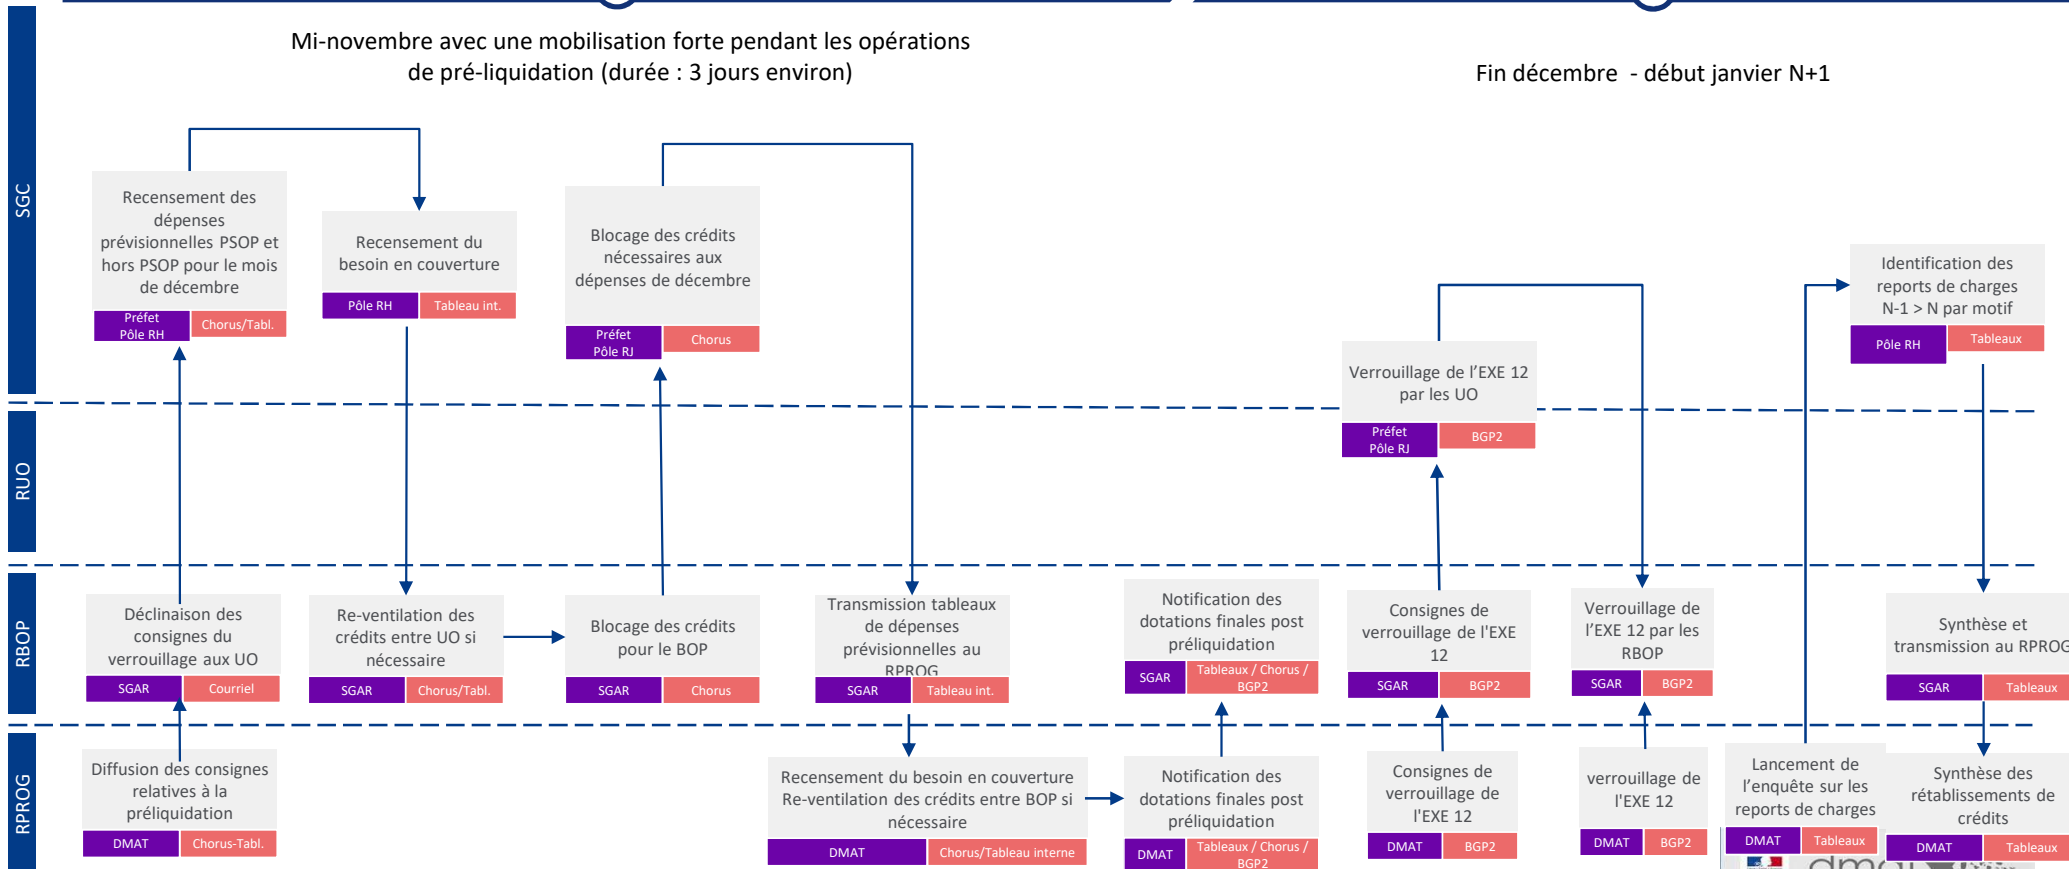 Mi-novembre avec une mobilisation forte pendant les opérations
de pré-liquidation (durée : 3 jours environ)
Fin décembre - début janvier N+1
SGC
Recensement des
dépenses
prévisionnelles PSOP et
hors PSOP pour le mois
de décembre
Préfet
Pôle RH
Chorus/Tabl.
Recensement du
besoin en couverture
Pôle RH
Tableau int.
Blocage des crédits
nécessaires aux
dépenses de décembre
Préfet
Pôle RJ
Chorus
Identification des
reports de charges
N-1 > N par motif
Pôle RH
Tableaux
Verrouillage de l'EXE 12
par les UO
Préfet
Pôle RJ
BGP2
RUO
RBOP
Déclinaison des
consignes du
verrouillage aux UO
SGAR
Courriel
Re-ventilation des
crédits entre UO si
nécessaire
SGAR
Chorus/Tabl.
Blocage des crédits
pour le BOP
SGAR
Chorus
Transmission tableaux
de dépenses
prévisionnelles au
RPROG
SGAR
Tableau int.
Notification des
dotations finales post
préliquidation
SGAR
Tableaux / Chorus /
BGP2
Consignes de
verrouillage de l'EXE
12
SGAR
BGP2
Verrouillage de
l'EXE 12 par les
RBOP
SGAR
BGP2
Synthèse et
transmission au RPROG
SGAR
Tableaux
RPROG
Diffusion des consignes
relatives à la
préliquidation
DMAT
Chorus-Tabl.
Recensement du besoin en couverture
Re-ventilation des crédits entre BOP si
nécessaire
DMAT
Chorus/Tableau interne
Notification des
dotations finales post
préliquidation
DMAT
Tableaux / Chorus /
BGP2
Consignes de
verrouillage de
l'EXE 12
DMAT
BGP2
verrouillage de
l'EXE 12
DMAT
BGP2
Lancement de
l'enquête sur les
reports de charges
DMAT
Tableaux
Synthèse des
rétablissements de
crédits
DMAT
Tableaux